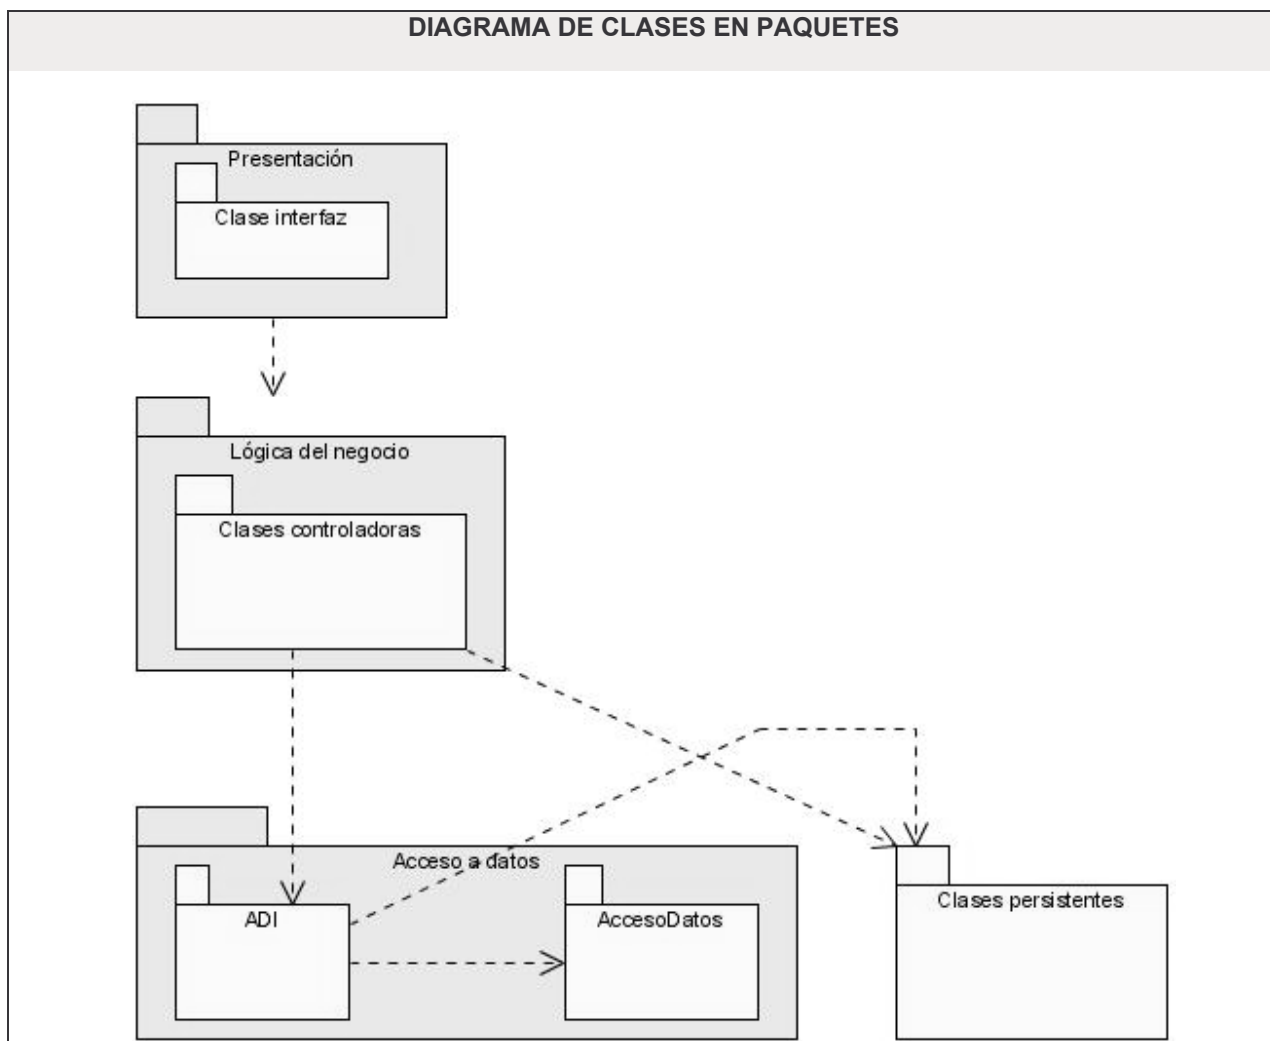 DIAGRAMA DE CLASES EN PAQUETES
Presentación
Clase interfaz
Lógica del negocio
Clases controladoras
Acceso a datos
ADI
AccesoDatos
Clases persistentes